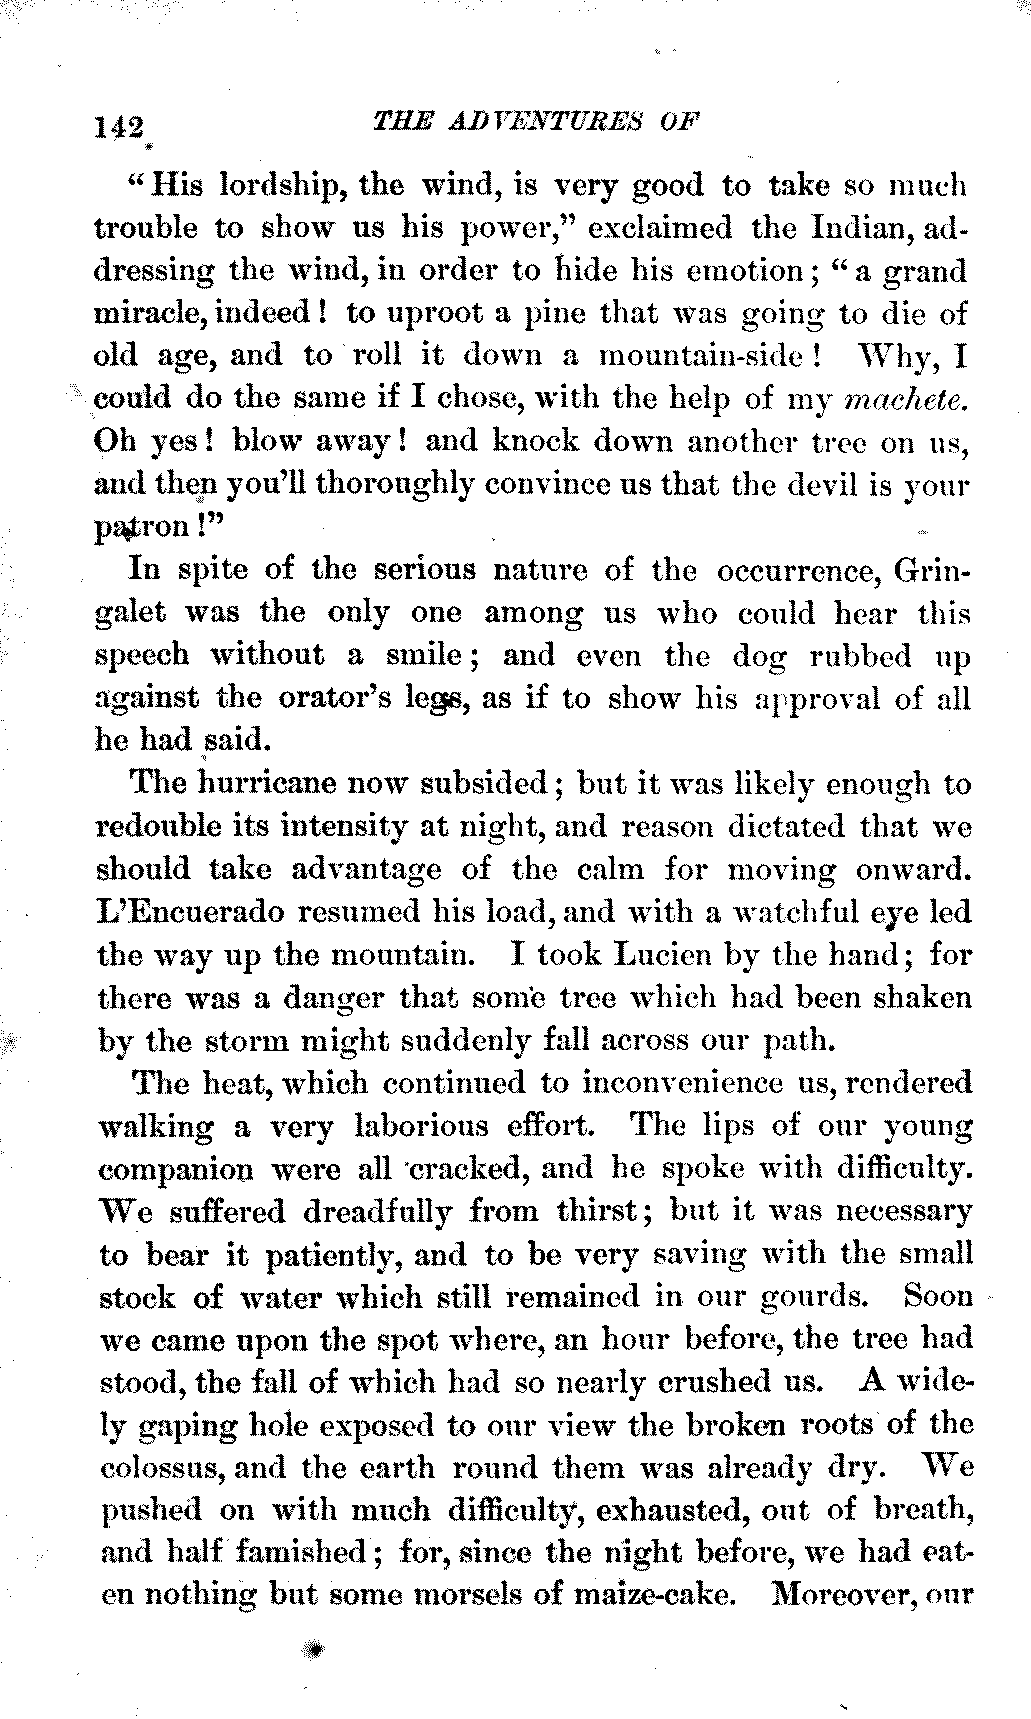 142 THE ADVENTURES OF
“His lordship, the wind, is very good to take so much
trouble to show us his power,” exclaimed the Indian, ad-
dressing the wind, in order to hide his emotion; “a grand
miracle, indeed! to uproot a pine that was going to die of
old age, and to roll it down a mountain-side! Why, I
could do the same if I chose, with the help of my machete.
Oh yes! blow away! and knock down another tree on us,
and then you’ll thoroughly convince us that the devil is your
patron!”
In spite of the serious nature of the occurrence, Grin-
galet was the only one among us who could hear this
speech without a smile; and even the dog rubbed up
against the orator’s legs, as if to show his approval of all
he had said.
The hurricane now subsided; but it was likely enough to
redouble its intensity at night, and reason dictated that we
should take advantage of the calm for moving onward.
L’Encuerado resumed his load, and with a watchful eye led
the way up the mountain. I took Lucien by the hand; for
there was a danger that some tree which had been shaken
by the storm might suddenly fall across our path.
The heat, which continued to inconvenience us, rendered
walking a very laborious effort. The lips of our young
companion were all cracked, and he spoke with difficulty.
We suffered dreadfully from thirst; but it was necessary
to bear it patiently, and to be very saving with the small
stock of water which still remained in our gourds. Soon
we came upon the spot where, an hour before, the tree had
stood, the fall of which had so nearly crushed us. A wide-
ly gaping hole exposed to our view the broken roots of the
colossus, and the earth round them was already dry. We
pushed on with much difficulty, exhausted, out of breath,
and half famished; for, since the night before, we had eat-
en nothing but some morsels of maize-cake. Moreover, our